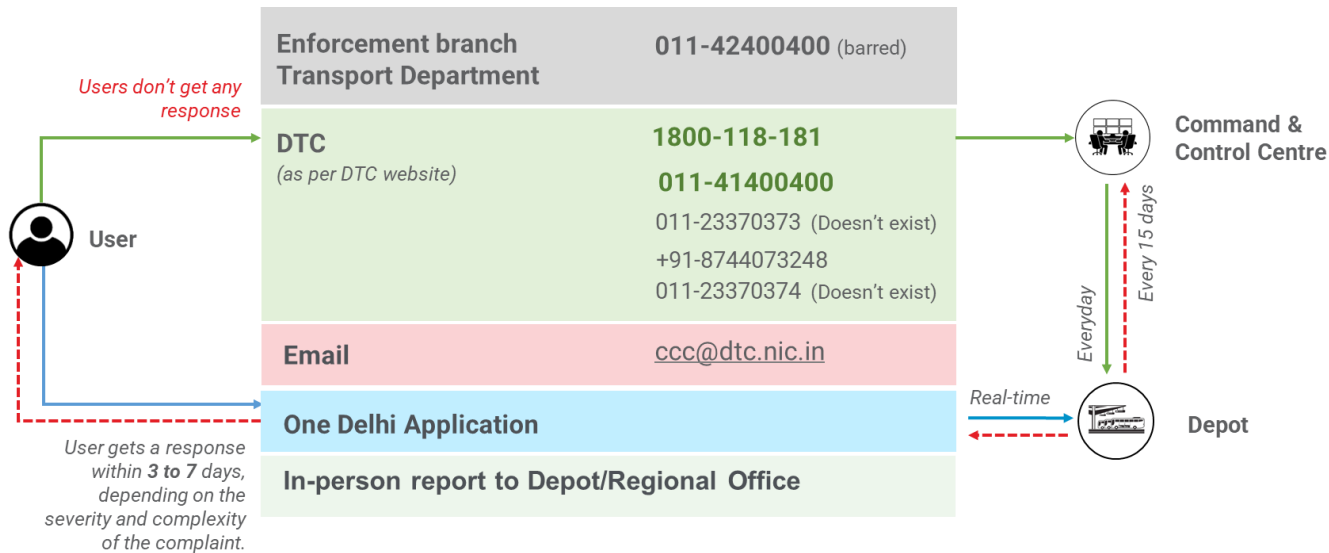 Enforcement branch
Transport Department
011-42400400 (barred)
Users don't get any
response
DTC
(as per DTC website)
1800-118-181
011-41400400
011-23370373 (Doesn't exist)
+91-8744073248
011-23370374 (Doesn't exist)
Command &
Control Centre
User
Everyday
Every 15 days
Email
ccc@dtc.nic.in
One Delhi Application
Real-time
Depot
User gets a response
within 3 to 7 days,
depending on the
severity and complexity
of the complaint.
In-person report to Depot/Regional Office